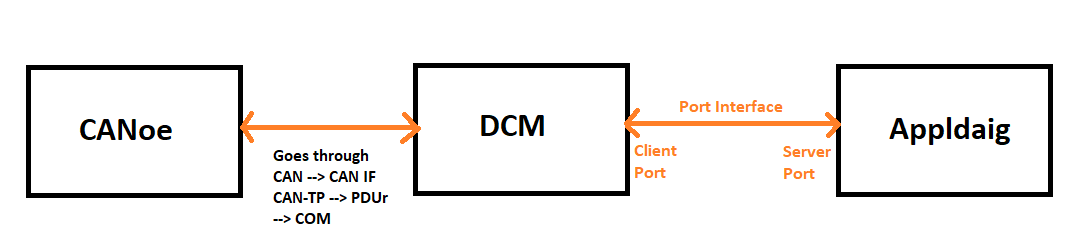 CANoe
Goes through
CAN --> CAN IF
CAN-TP --> PDUr
--> COM
DCM
Port Interface
Client
Port
Server
Port
Appldaig